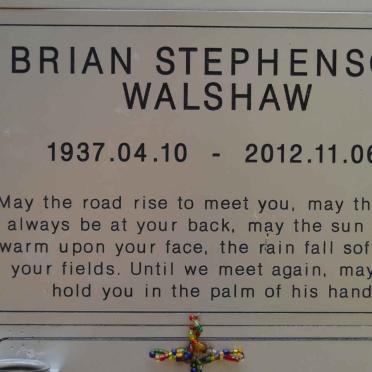 BRIAN STEPHENSO
WALSHAW
1937.04.10 - 2012.11.06
May the road rise to meet you, may th
always be at your back, may the sun
warm upon your face, the rain fall sof
your fields. Until we meet again, may
hold you in the palm of his hand